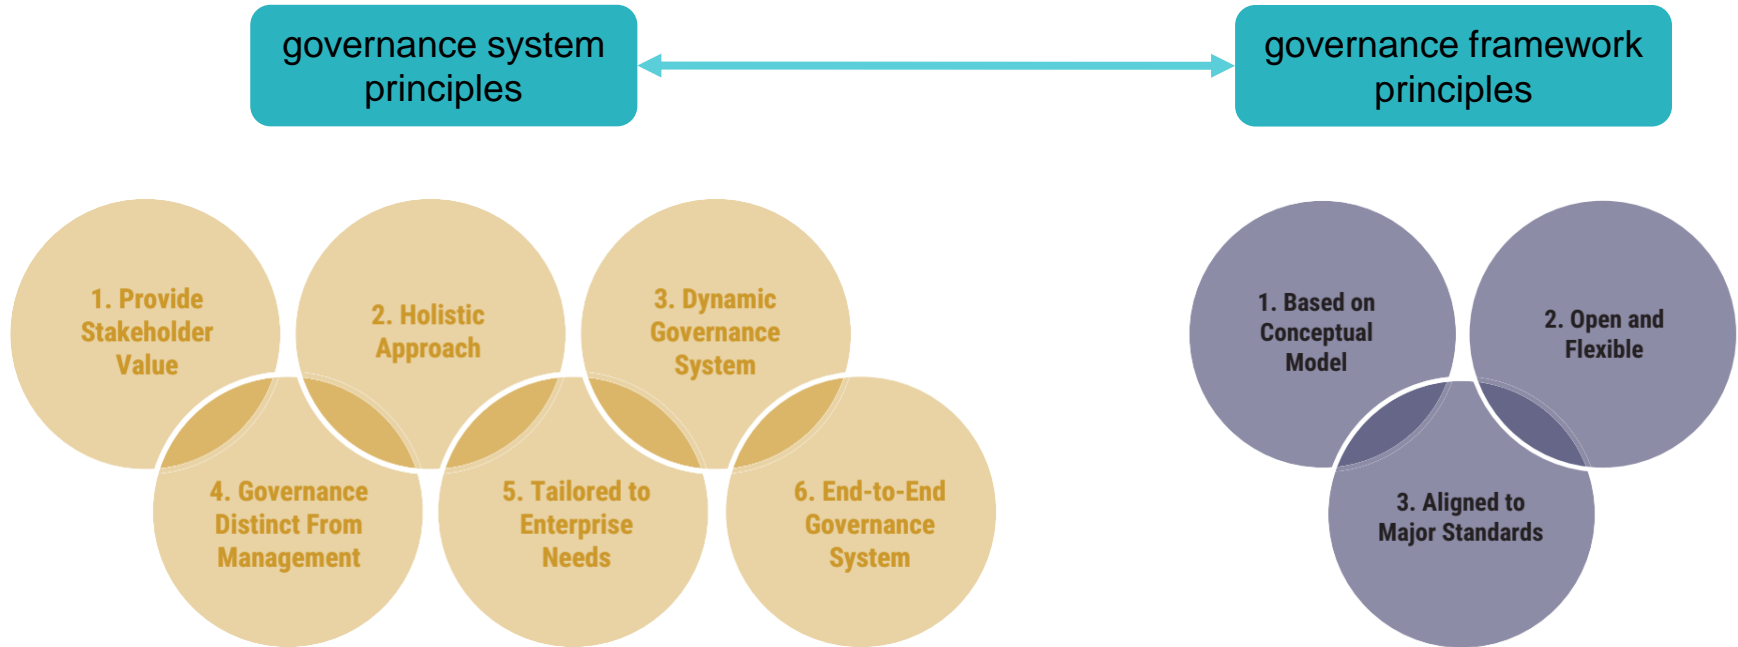 governance system
principles
governance framework
principles
1. Provide
Stakeholder
Value
2. Holistic
Approach
3. Dynamic
Governance
System
4. Governance
Distinct From
Management
5. Tailored to
Enterprise
Needs
6. End-to-End
Governance
System
1. Based on
Conceptual
Model
2. Open and
Flexible
3. Aligned to
Major Standards